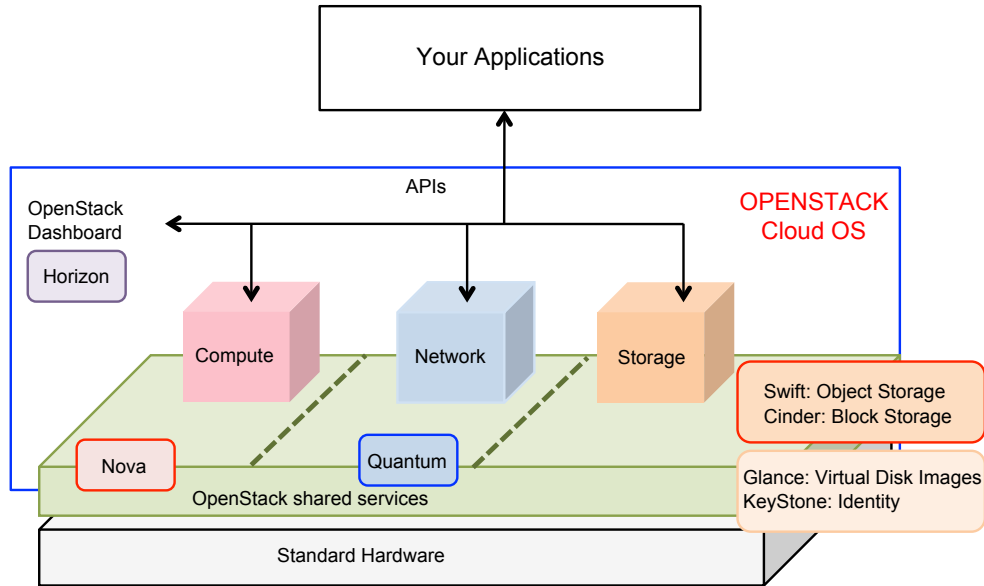 Your Applications
APIs
OPENSTACK
Cloud OS
OpenStack
Dashboard
Horizon
Compute
Network
Storage
Swift: Object Storage
Cinder: Block Storage
Nova
Quantum
Glance: Virtual Disk Images
KeyStone: Identity
OpenStack shared services
Standard Hardware